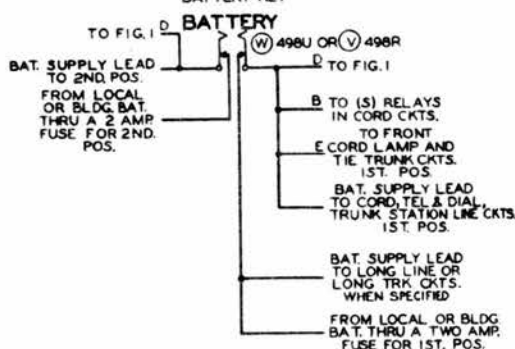 BATTERY
W 498U OR V 498R
TO FIG. 1 D
BAT. SUPPLY LEAD
TO 2ND. POS.
FROM LOCAL
OR BLDG. BAT.
THRU A 2 AMP.
FUSE FOR 2ND.
POS.
D TO FIG. 1
B TO (S) RELAYS
IN CORD CKTS.
TO FRONT
E CORD LAMP AND
TIE TRUNK CKTS.
1ST. POS.
BAT. SUPPLY LEAD
TO CORD, TEL & DIAL,
TRUNK STATION LINE CKTS.
1ST. POS.
BAT. SUPPLY LEAD
TO LONG LINE OR
LONG TRK CKTS.
WHEN SPECIFIED
FROM LOCAL OR BLDG
BAT. THRU A TWO AMP.
FUSE FOR 1ST. POS.